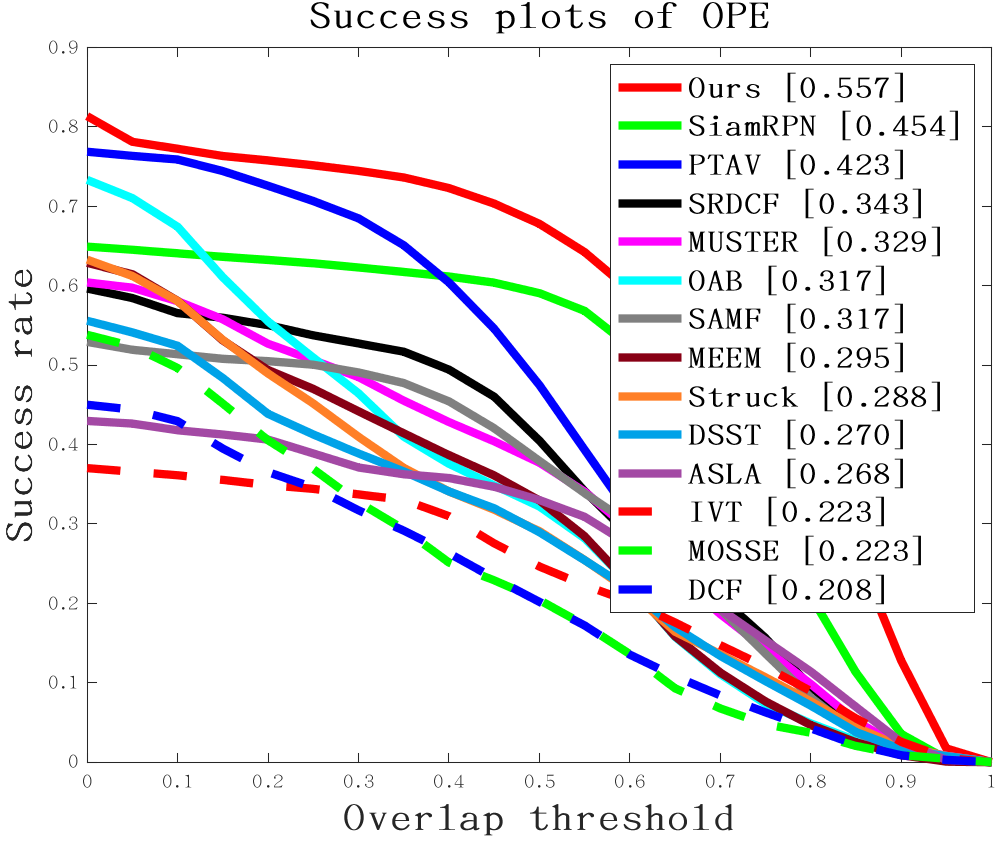 Success plots of OPE
0.9
0.8
0.7
0.6
0.5
0.4
0.3
0.2
0.1
0
Success rate
Ours [0.557]
SiamRPN [0.454]
PTAV [0.423]
SRDCF [0.343]
MUSTER [0.329]
OAB [0.317]
SAMF [0.317]
MEEM [0.295]
Struck [0.288]
DSST [0.270]
ASLA [0.268]
IVT [0.223]
MOSSE [0.223]
DCF [0.208]
0 0.1 0.2 0.3 0.4 0.5 0.6 0.7 0.8 0.9 1
Overlap threshold